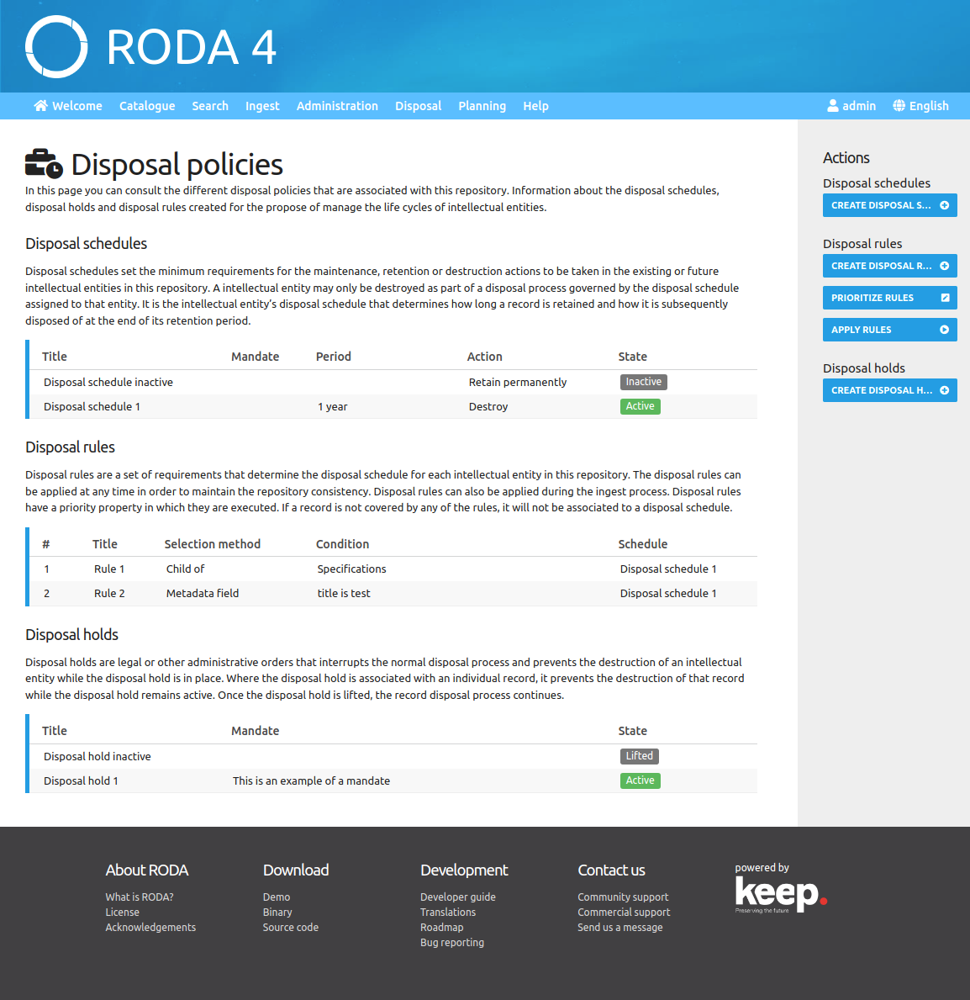 RODA 4
Welcome Catalogue Search Ingest Administration Disposal Planning Help admin English
Disposal policies
In this page you can consult the different disposal policies that are associated with this repository. Information about the disposal schedules,
disposal holds and disposal rules created for the propose of manage the life cycles of intellectual entities.
Disposal schedules
Disposal schedules set the minimum requirements for the maintenance, retention or destruction actions to be taken in the existing or future
intellectual entities in this repository. A intellectual entity may only be destroyed as part of a disposal process governed by the disposal schedule
assigned to that entity. It is the intellectual entity’s disposal schedule that determines how long a record is retained and how it is subsequently
disposed of at the end of its retention period.
Title Mandate Period Action State
Disposal schedule inactive Retain permanently Inactive
Disposal schedule 1 1 year Destroy Active
Disposal rules
Disposal rules are a set of requirements that determine the disposal schedule for each intellectual entity in this repository. The disposal rules can
be applied at any time in order to maintain the repository consistency. Disposal rules can also be applied during the ingest process. Disposal rules
have a priority property in which they are executed. If a record is not covered by any of the rules, it will not be associated to a disposal schedule.
# Title Selection method Condition Schedule
1 Rule 1 Child of Specifications Disposal schedule 1
2 Rule 2 Metadata field title is test Disposal schedule 1
Disposal holds
Disposal holds are legal or other administrative orders that interrupts the normal disposal process and prevents the destruction of an intellectual
entity while the disposal hold is in place. Where the disposal hold is associated with an individual record, it prevents the destruction of that record
while the disposal hold remains active. Once the disposal hold is lifted, the record disposal process continues.
Title Mandate State
Disposal hold inactive Lifted
Disposal hold 1 This is an example of a mandate Active
Actions
Disposal schedules
CREATE DISPOSAL S...
Disposal rules
CREATE DISPOSAL R...
PRIORITIZE RULES
APPLY RULES
Disposal holds
CREATE DISPOSAL H...
About RODA
What is RODA?
License
Acknowledgements
Download
Demo
Binary
Source code
Development
Developer guide
Translations
Roadmap
Bug reporting
Contact us
Community support
Commercial support
Send us a message
powered by
keep.
Preserving the future